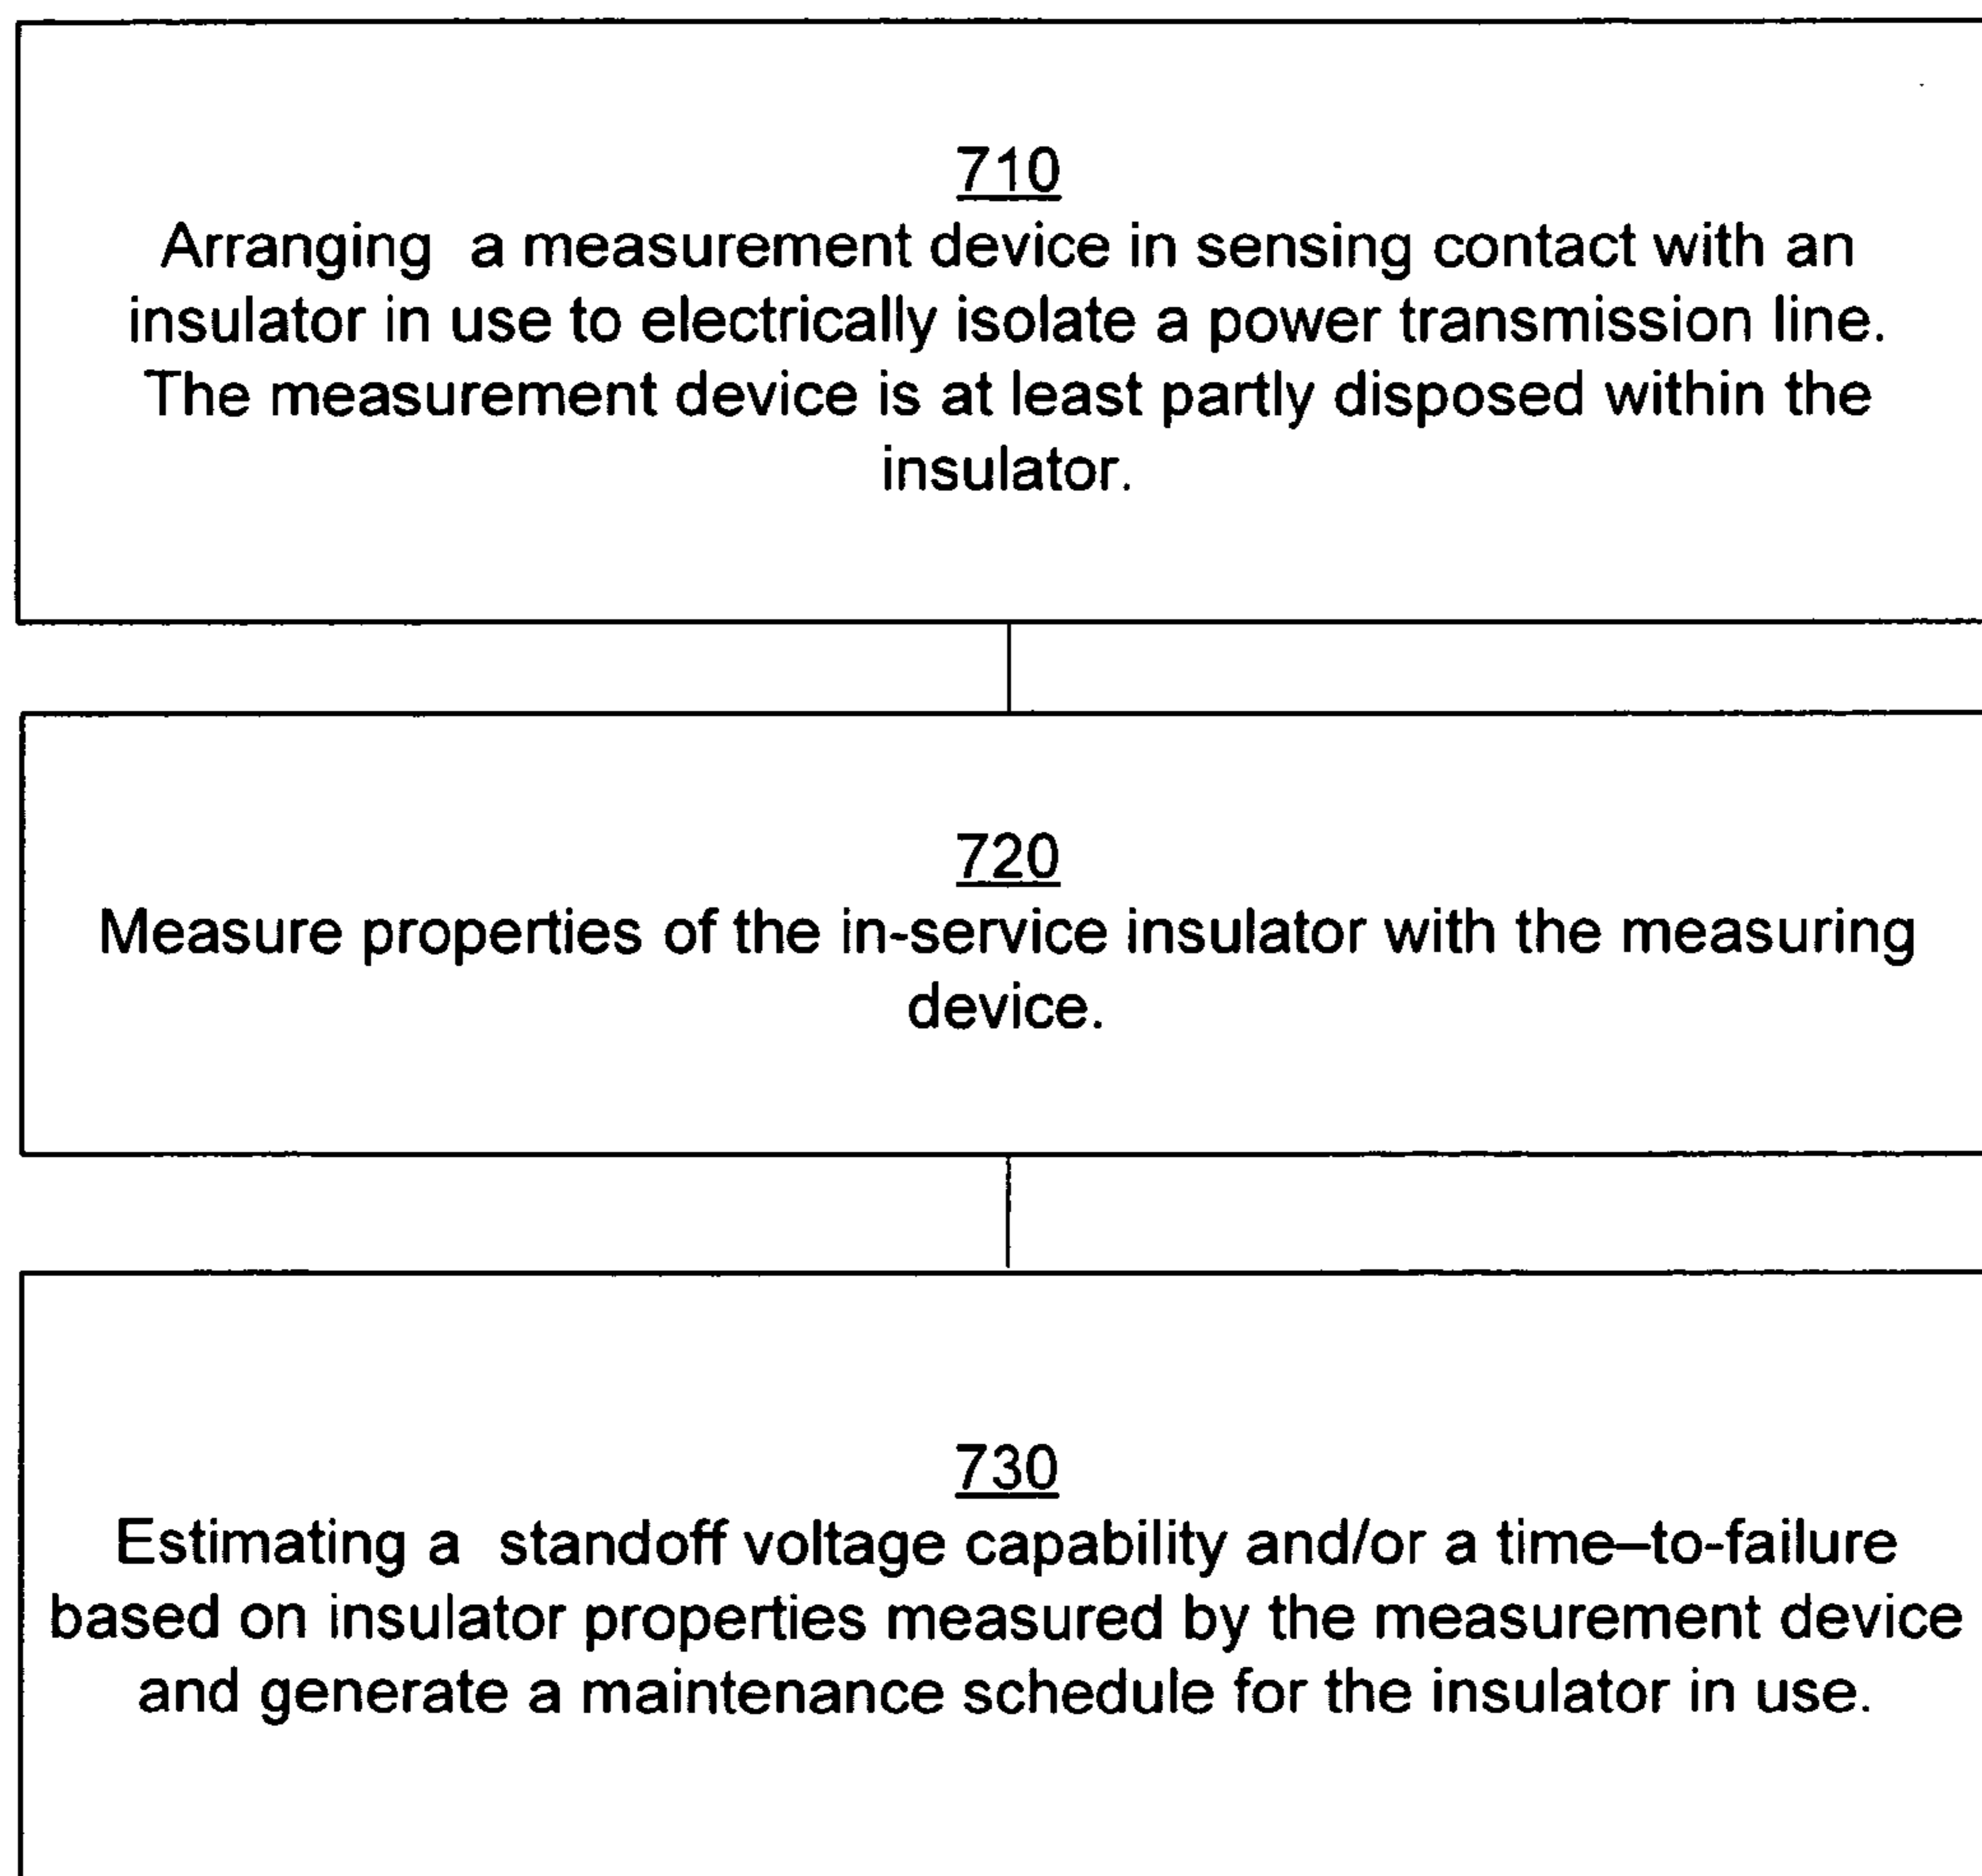 710
Arranging a measurement device in sensing contact with an
insulator in use to electrically isolate a power transmission line.
The measurement device is at least partly disposed within the
insulator.
720
Measure properties of the in-service insulator with the measuring
device.
730
Estimating a standoff voltage capability and/or a time–to-failure
based on insulator properties measured by the measurement device
and generate a maintenance schedule for the insulator in use.